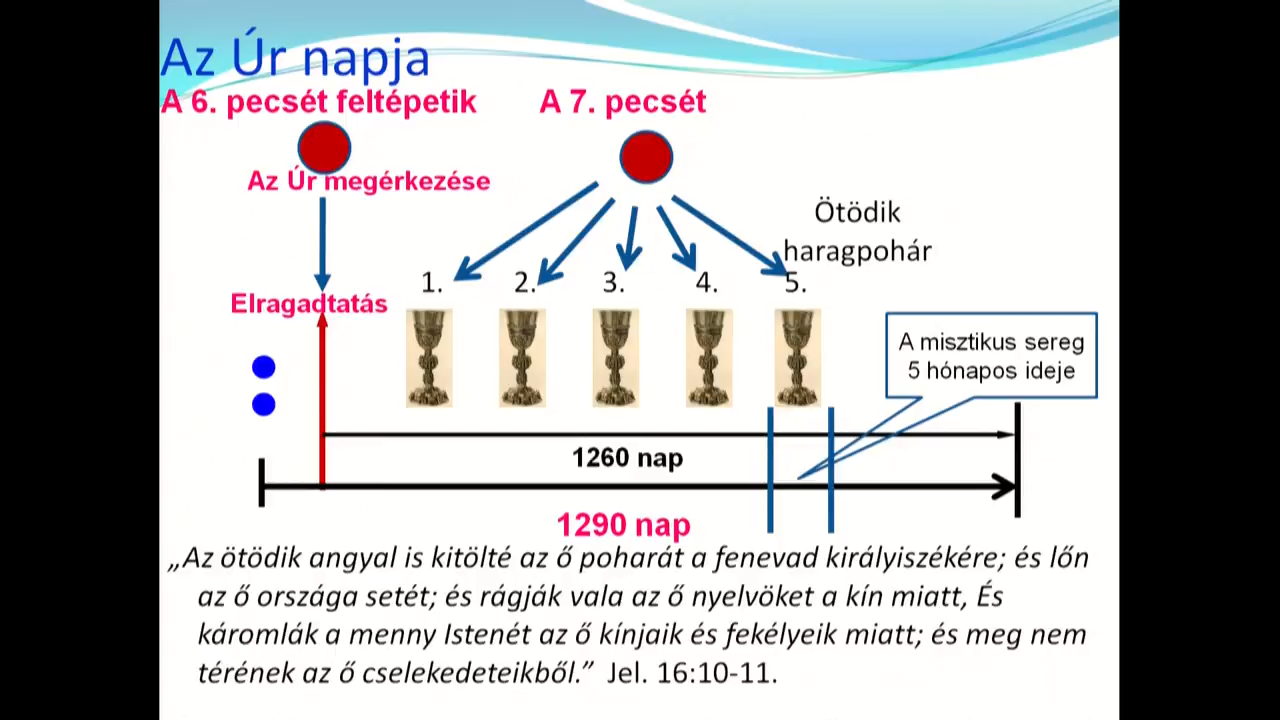 Az Úr napja
A 6. pecsét feltépetik
A 7. pecsét
Az Úr megérkezése
Ötödik
haragpohár
1.
2.
3.
4.
5.
Elragadtatás
A misztikus sereg
5 hónapos ideje
1260 nap
1290 nap
„Az ötödik angyal is kitölté az ő poharát a fenevad királyiszékére; és lőn
az ő országa setét; és rágják vala az ő nyelvöket a kín miatt, És
káromlák a menny Istenét az ő kínjaik és fekélyeik miatt; és meg nem
térének az ő cselekedeteikből.” Jel. 16:10-11.